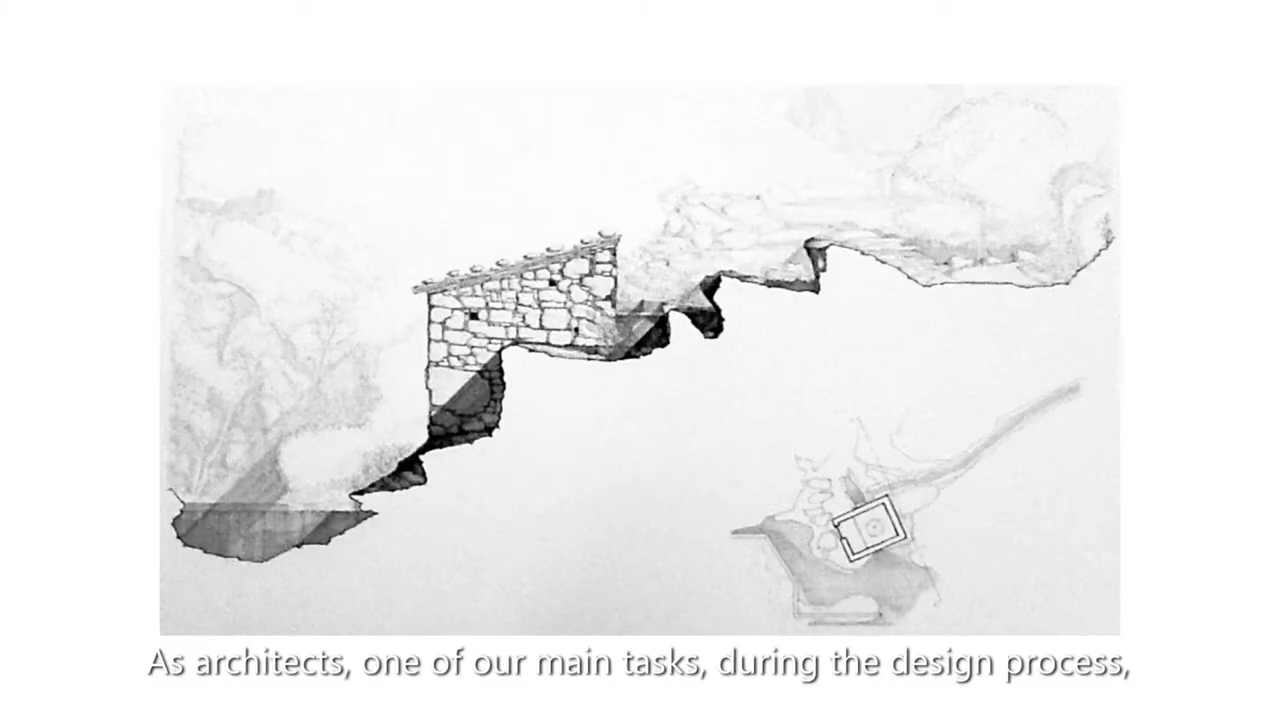 As architects, one of our main tasks, during the design process,